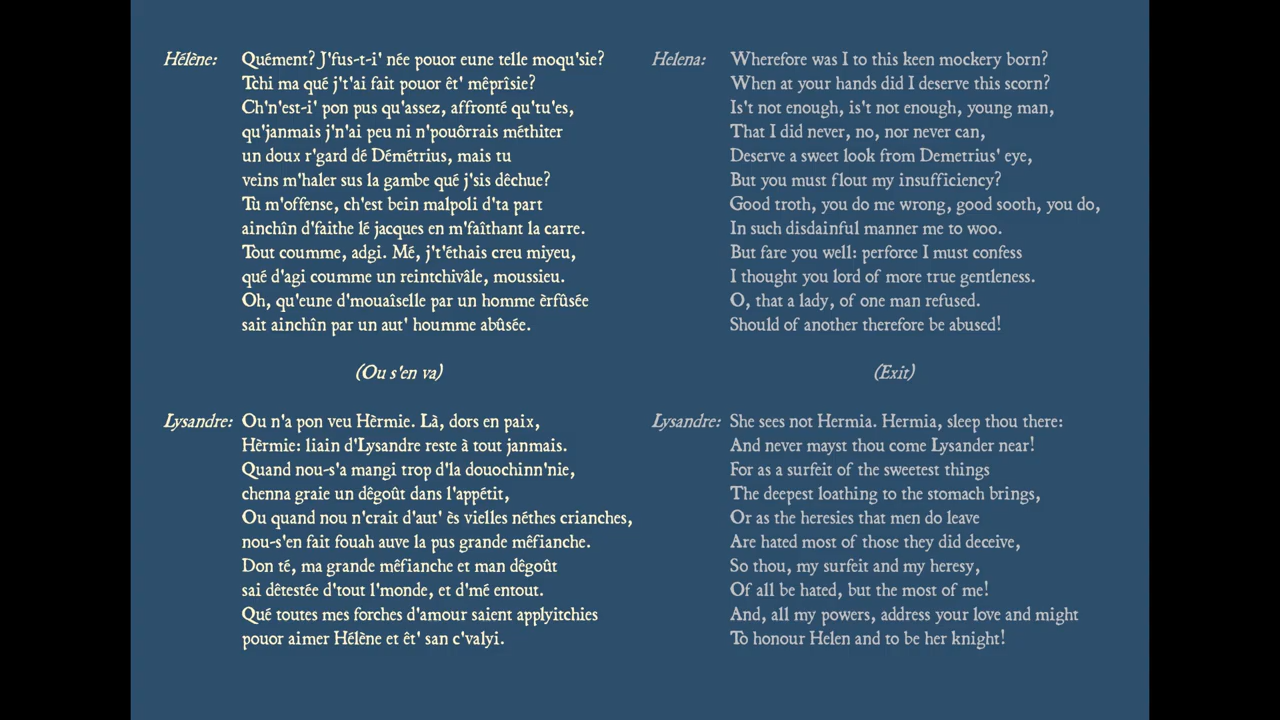 Hélène: Quément? J'fus-t-i' née pouor eune telle moqu'sie?
Tchi ma qué j't'ai fait pouor êt' mêprîsie?
Ch'n'est-i' pon pus qu'assez, affronté qu'tu'es,
qu'janmais j'n'ai peu ni n'pouôrrais méthiter
un doux r'gard dé Démétrius, mais tu
veins m'haler sus la gambe qué j'sis dêchue?
Tu m'offense, ch'est bein malpoli d'ta part
ainchîn d'faithe lé jacques en m'faîthant la carre.
Tout coumme, adgi. Mé, j't'éthais creu miyeu,
qué d'agi coumme un reintchivâle, moussieu.
Oh, qu'eune d'mouaîselle par un homme èrfûsée
sait ainchîn par un aut' houmme abûsée.
(Ou s'en va)
Lysandre: Ou n'a pon veu Hèrmie. Là, dors en paix,
Hèrmie: liain d'Lysandre reste à tout janmais.
Quand nou-s'a mangi trop d'la douochinn'nie,
chenna graie un dêgoût dans l'appétit,
Ou quand nou n'crait d'aut' ès vielles néthes crianches,
nou-s'en fait fouah auve la pus grande mêfianche.
Don té, ma grande mêfianche et man dêgoût
sai dêtestée d'tout l'monde, et d'mé entout.
Qué toutes mes forches d'amour saient applyitchies
pouor aimer Hélène et êt' san c'valyi.
Helena: Wherefore was I to this keen mockery born?
When at your hands did I deserve this scorn?
Is't not enough, is't not enough, young man,
That I did never, no, nor never can,
Deserve a sweet look from Demetrius' eye,
But you must flout my insufficiency?
Good troth, you do me wrong, good sooth, you do,
In such disdainful manner me to woo.
But fare you well: perforce I must confess
I thought you lord of more true gentleness.
O, that a lady, of one man refused.
Should of another therefore be abused!
(Exit)
Lysandre: She sees not Hermia. Hermia, sleep thou there:
And never mayst thou come Lysander near!
For as a surfeit of the sweetest things
The deepest loathing to the stomach brings,
Or as the heresies that men do leave
Are hated most of those they did deceive,
So thou, my surfeit and my heresy,
Of all be hated, but the most of me!
And, all my powers, address your love and might
To honour Helen and to be her knight!